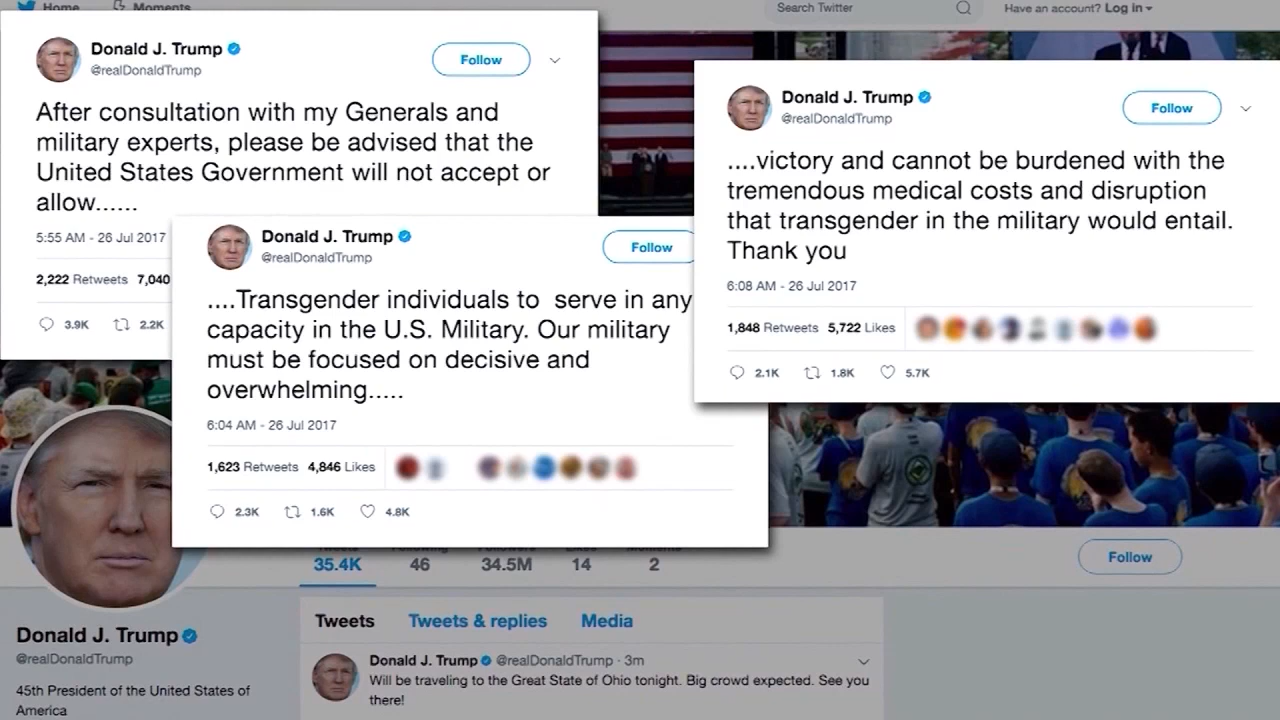 Home
Moments
Search Twitter
Have an account? Log in
Donald J. Trump
@realDonaldTrump
Follow
After consultation with my Generals and
military experts, please be advised that the
United States Government will not accept or
allow......
5:55 AM - 26 Jul 2017
2,222 Retweets 7,040
3.9K 2.2K
Donald J. Trump
@realDonaldTrump
Follow
....Transgender individuals to serve in any
capacity in the U.S. Military. Our military
must be focused on decisive and
overwhelming.....
6:04 AM - 26 Jul 2017
1,623 Retweets 4,846 Likes
2.3K 1.6K 4.8K
Donald J. Trump
@realDonaldTrump
Follow
....victory and cannot be burdened with the
tremendous medical costs and disruption
that transgender in the military would entail.
Thank you
6:08 AM - 26 Jul 2017
1,848 Retweets 5,722 Likes
2.1K 1.8K 5.7K
Tweets Following Followers Likes Moments
35.4K 46 34.5M 14 2
Follow
Donald J. Trump
@realDonaldTrump
45th President of the United States of
America
Tweets Tweets & replies Media
Donald J. Trump @realDonaldTrump · 3m
Will be traveling to the Great State of Ohio tonight. Big crowd expected. See you
there!